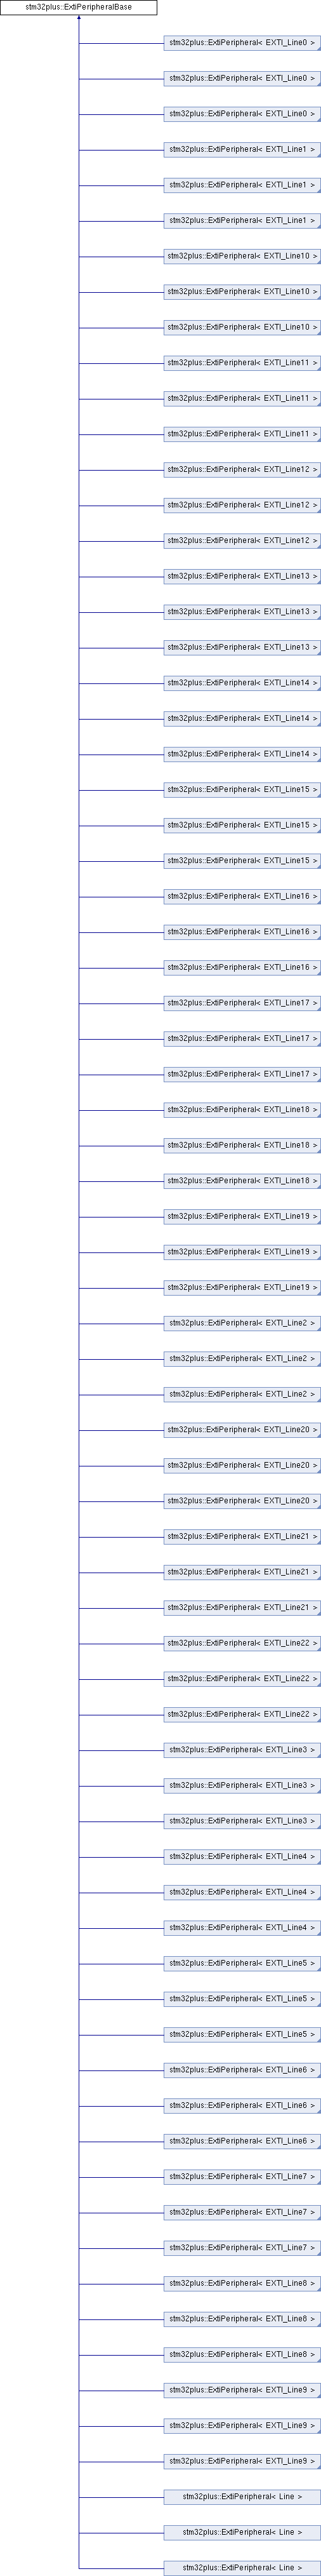 stm32plus::ExtiPeripheralBase
stm32plus::ExtiPeripheral< EXTI_Line0 >
stm32plus::ExtiPeripheral< EXTI_Line0 >
stm32plus::ExtiPeripheral< EXTI_Line0 >
stm32plus::ExtiPeripheral< EXTI_Line1 >
stm32plus::ExtiPeripheral< EXTI_Line1 >
stm32plus::ExtiPeripheral< EXTI_Line1 >
stm32plus::ExtiPeripheral< EXTI_Line10 >
stm32plus::ExtiPeripheral< EXTI_Line10 >
stm32plus::ExtiPeripheral< EXTI_Line10 >
stm32plus::ExtiPeripheral< EXTI_Line11 >
stm32plus::ExtiPeripheral< EXTI_Line11 >
stm32plus::ExtiPeripheral< EXTI_Line11 >
stm32plus::ExtiPeripheral< EXTI_Line12 >
stm32plus::ExtiPeripheral< EXTI_Line12 >
stm32plus::ExtiPeripheral< EXTI_Line12 >
stm32plus::ExtiPeripheral< EXTI_Line13 >
stm32plus::ExtiPeripheral< EXTI_Line13 >
stm32plus::ExtiPeripheral< EXTI_Line13 >
stm32plus::ExtiPeripheral< EXTI_Line14 >
stm32plus::ExtiPeripheral< EXTI_Line14 >
stm32plus::ExtiPeripheral< EXTI_Line14 >
stm32plus::ExtiPeripheral< EXTI_Line15 >
stm32plus::ExtiPeripheral< EXTI_Line15 >
stm32plus::ExtiPeripheral< EXTI_Line15 >
stm32plus::ExtiPeripheral< EXTI_Line16 >
stm32plus::ExtiPeripheral< EXTI_Line16 >
stm32plus::ExtiPeripheral< EXTI_Line16 >
stm32plus::ExtiPeripheral< EXTI_Line17 >
stm32plus::ExtiPeripheral< EXTI_Line17 >
stm32plus::ExtiPeripheral< EXTI_Line17 >
stm32plus::ExtiPeripheral< EXTI_Line18 >
stm32plus::ExtiPeripheral< EXTI_Line18 >
stm32plus::ExtiPeripheral< EXTI_Line18 >
stm32plus::ExtiPeripheral< EXTI_Line19 >
stm32plus::ExtiPeripheral< EXTI_Line19 >
stm32plus::ExtiPeripheral< EXTI_Line19 >
stm32plus::ExtiPeripheral< EXTI_Line2 >
stm32plus::ExtiPeripheral< EXTI_Line2 >
stm32plus::ExtiPeripheral< EXTI_Line2 >
stm32plus::ExtiPeripheral< EXTI_Line20 >
stm32plus::ExtiPeripheral< EXTI_Line20 >
stm32plus::ExtiPeripheral< EXTI_Line20 >
stm32plus::ExtiPeripheral< EXTI_Line21 >
stm32plus::ExtiPeripheral< EXTI_Line21 >
stm32plus::ExtiPeripheral< EXTI_Line21 >
stm32plus::ExtiPeripheral< EXTI_Line22 >
stm32plus::ExtiPeripheral< EXTI_Line22 >
stm32plus::ExtiPeripheral< EXTI_Line22 >
stm32plus::ExtiPeripheral< EXTI_Line3 >
stm32plus::ExtiPeripheral< EXTI_Line3 >
stm32plus::ExtiPeripheral< EXTI_Line3 >
stm32plus::ExtiPeripheral< EXTI_Line4 >
stm32plus::ExtiPeripheral< EXTI_Line4 >
stm32plus::ExtiPeripheral< EXTI_Line4 >
stm32plus::ExtiPeripheral< EXTI_Line5 >
stm32plus::ExtiPeripheral< EXTI_Line5 >
stm32plus::ExtiPeripheral< EXTI_Line5 >
stm32plus::ExtiPeripheral< EXTI_Line6 >
stm32plus::ExtiPeripheral< EXTI_Line6 >
stm32plus::ExtiPeripheral< EXTI_Line6 >
stm32plus::ExtiPeripheral< EXTI_Line7 >
stm32plus::ExtiPeripheral< EXTI_Line7 >
stm32plus::ExtiPeripheral< EXTI_Line7 >
stm32plus::ExtiPeripheral< EXTI_Line8 >
stm32plus::ExtiPeripheral< EXTI_Line8 >
stm32plus::ExtiPeripheral< EXTI_Line8 >
stm32plus::ExtiPeripheral< EXTI_Line9 >
stm32plus::ExtiPeripheral< EXTI_Line9 >
stm32plus::ExtiPeripheral< EXTI_Line9 >
stm32plus::ExtiPeripheral< Line >
stm32plus::ExtiPeripheral< Line >
stm32plus::ExtiPeripheral< Line >